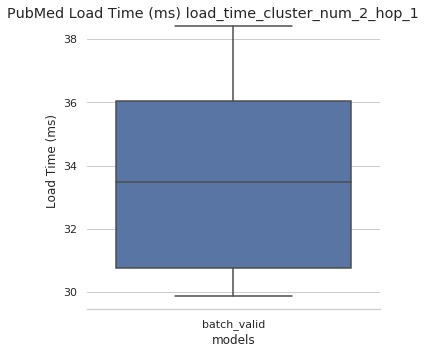 PubMed Load Time (ms) load_time_cluster_num_2_hop_1
38
36
34
32
30
Load Time (ms)
batch_valid
models